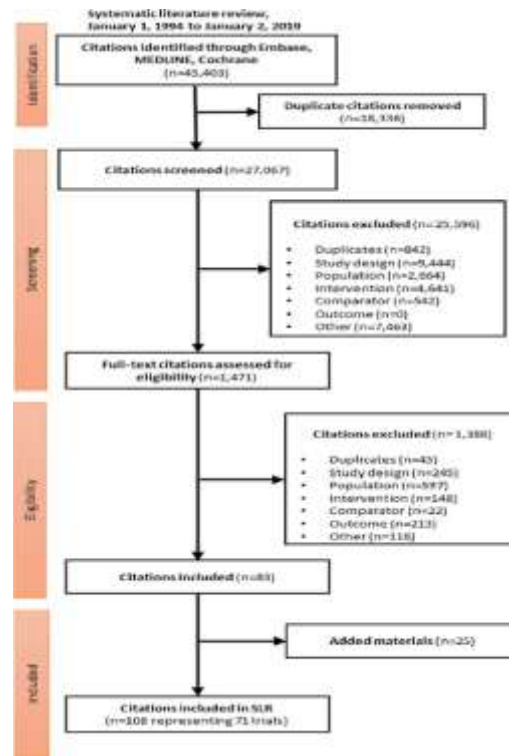 Systematic literature review,
January 1, 1994 to January 2, 2019
Identification
Citations identified through Embase,
MEDLINE, Cochrane
(n=45,403)
Duplicate citations removed
(n=18,336)
Screening
Citations screened (n=27,067)
Citations excluded (n=25,596)
• Duplicates (n=842)
• Study design (n=9,444)
• Population (n=2,664)
• Intervention (n=4,641)
• Comparator (n=542)
• Outcome (n=0)
• Other (n=7,463)
Full-text citations assessed for
eligibility (n=1,471)
Eligibility
Citations excluded (n=1,388)
• Duplicates (n=45)
• Study design (n=245)
• Population (n=597)
• Intervention (n=148)
• Comparator (n=22)
• Outcome (n=213)
• Other (n=118)
Citations included (n=83)
Included
Added materials (n=25)
Citations included in SLR
(n=108 representing 71 trials)